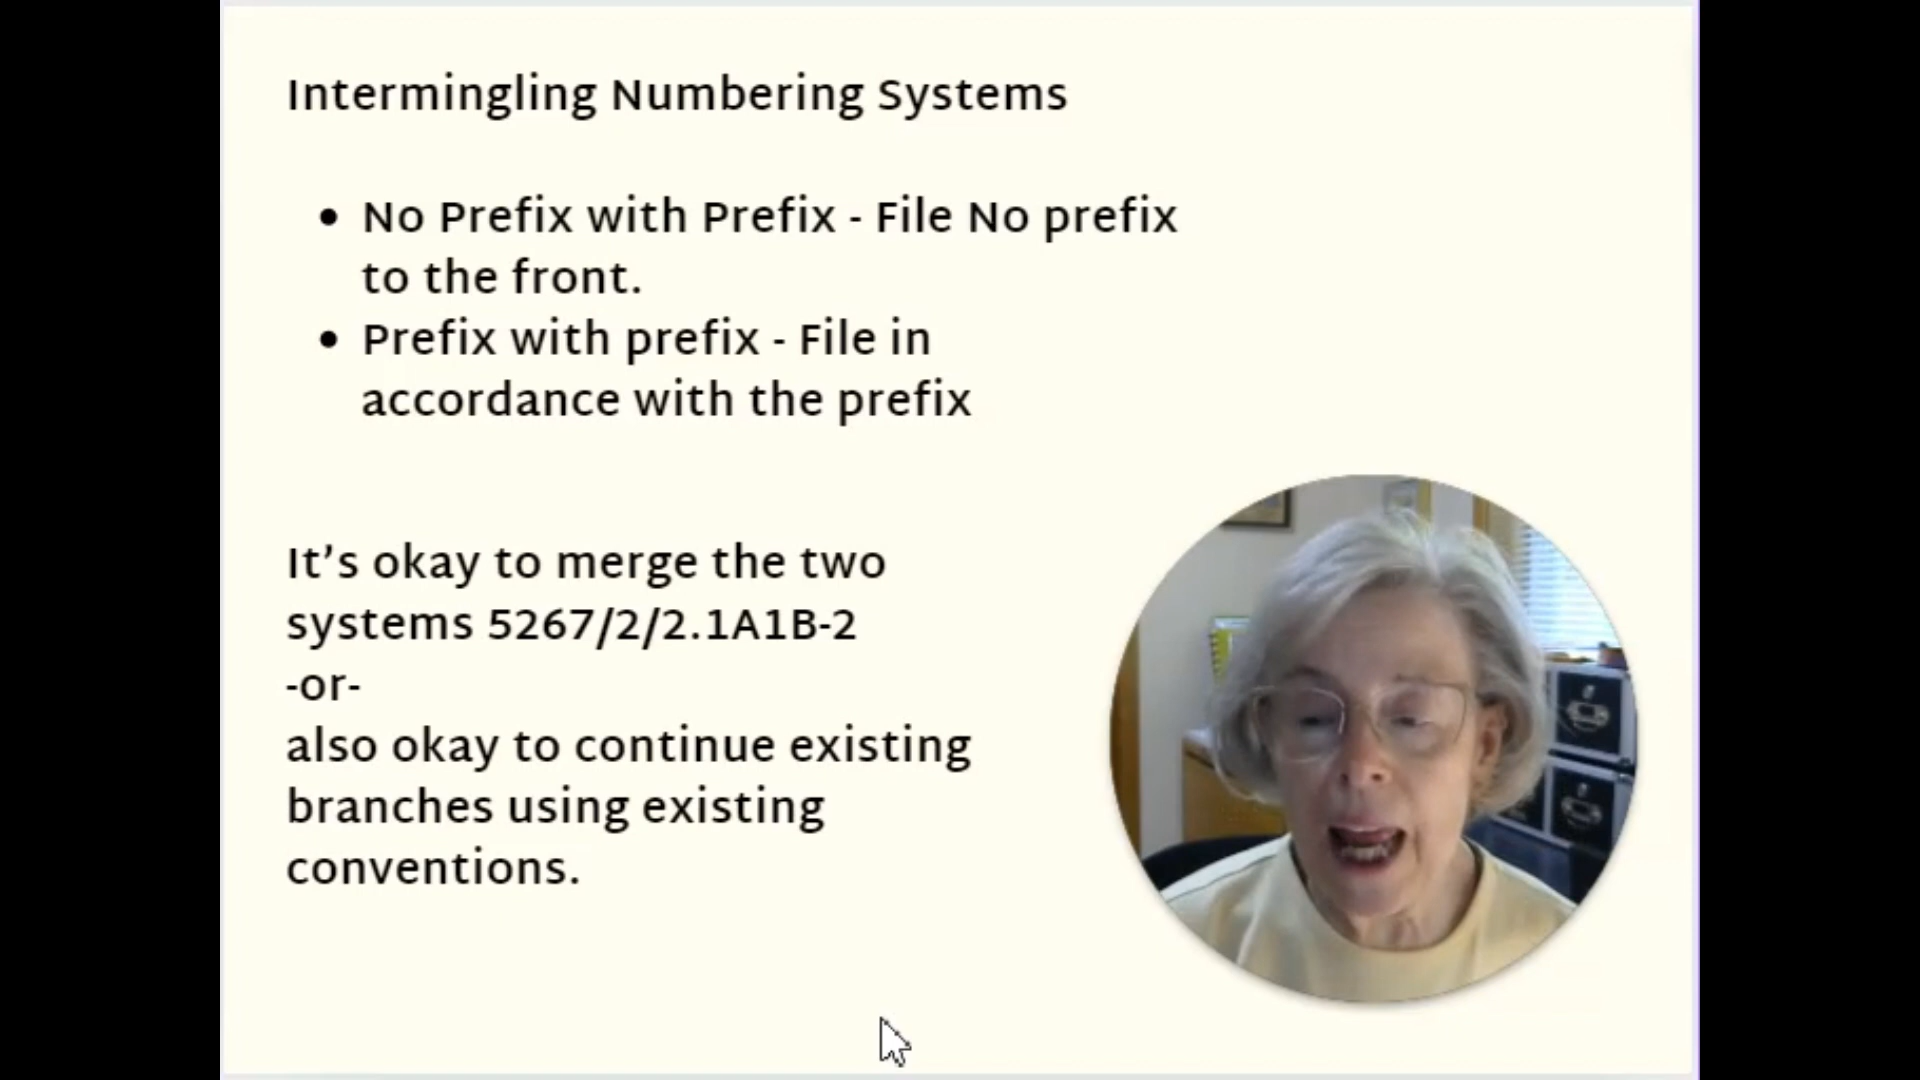 Intermingling Numbering Systems
• No Prefix with Prefix - File No prefix
to the front.
• Prefix with prefix - File in
accordance with the prefix
It’s okay to merge the two
systems 5267/2/2.1A1B-2
-or-
also okay to continue existing
branches using existing
conventions.